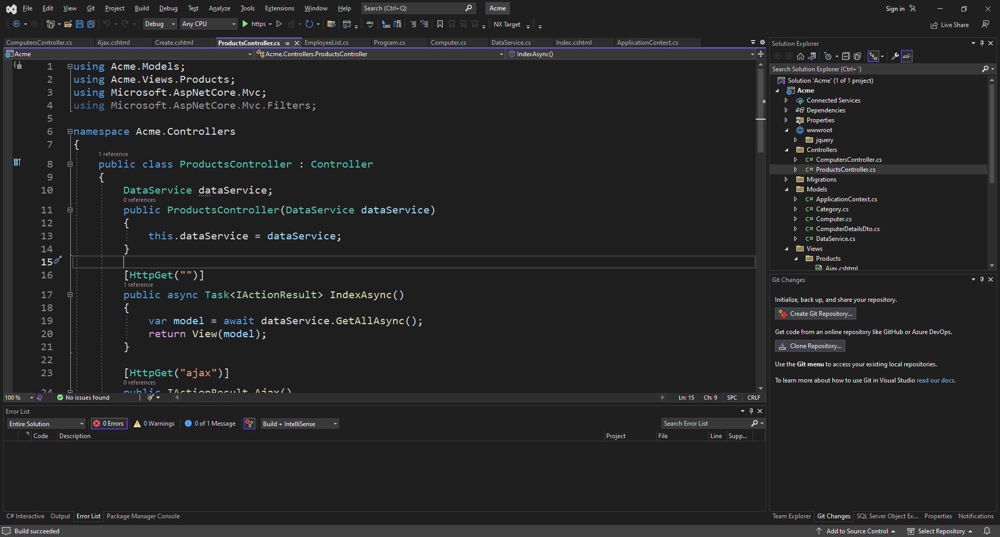 File Edit View Git Project Build Debug Test Analyze Tools Extensions Window Help Search (Ctrl+Q) Acme Sign in
Debug Any CPU https NX Target Live Share
ComputersController.cs Ajax.cshtml Create.cshtml ProductsController.cs EmployeeList.cs Program.cs Computer.cs DataService.cs Index.cshtml ApplicationContext.cs
Acme Acme.Controllers.ProductsController IndexAsync()
1 using Acme.Models;
2 using Acme.Views.Products;
3 using Microsoft.AspNetCore.Mvc;
4 using Microsoft.AspNetCore.Mvc.Filters;
5
6 namespace Acme.Controllers
7 {
1 reference
8 public class ProductsController : Controller
9 {
10 DataService dataService;
0 references
11 public ProductsController(DataService dataService)
12 {
13 this.dataService = dataService;
14 }
15
16 [HttpGet("")]
1 reference
17 public async Task<IActionResult> IndexAsync()
18 {
19 var model = await dataService.GetAllAsync();
20 return View(model);
21 }
22
23 [HttpGet("ajax")]
0 references
24 public IActionResult Ajax()
100 % No issues found Ln: 15 Ch: 9 SPC CRLF
Error List
Entire Solution 0 Errors 0 Warnings 0 of 1 Message Build + IntelliSense Search Error List
Code Description Project File Line Supp...
C# Interactive Output Error List Package Manager Console
Solution Explorer
Search Solution Explorer (Ctrl+¨)
Solution 'Acme' (1 of 1 project)
Acme
Connected Services
Dependencies
Properties
wwwroot
jquery
Controllers
C# ComputersController.cs
C# ProductsController.cs
Migrations
Models
C# ApplicationContext.cs
C# Category.cs
C# Computer.cs
C# ComputerDetailsDto.cs
C# DataService.cs
Views
Products
Ajax.cshtml
Git Changes
Initialize, back up, and share your repository.
Create Git Repository...
Get code from an online repository like GitHub or Azure DevOps.
Clone Repository...
Use the Git menu to access your existing local repositories.
To learn more about how to use Git in Visual Studio read our docs.
Team Explorer Git Changes SQL Server Object Ex... Properties Notifications
Build succeeded Add to Source Control Select Repository